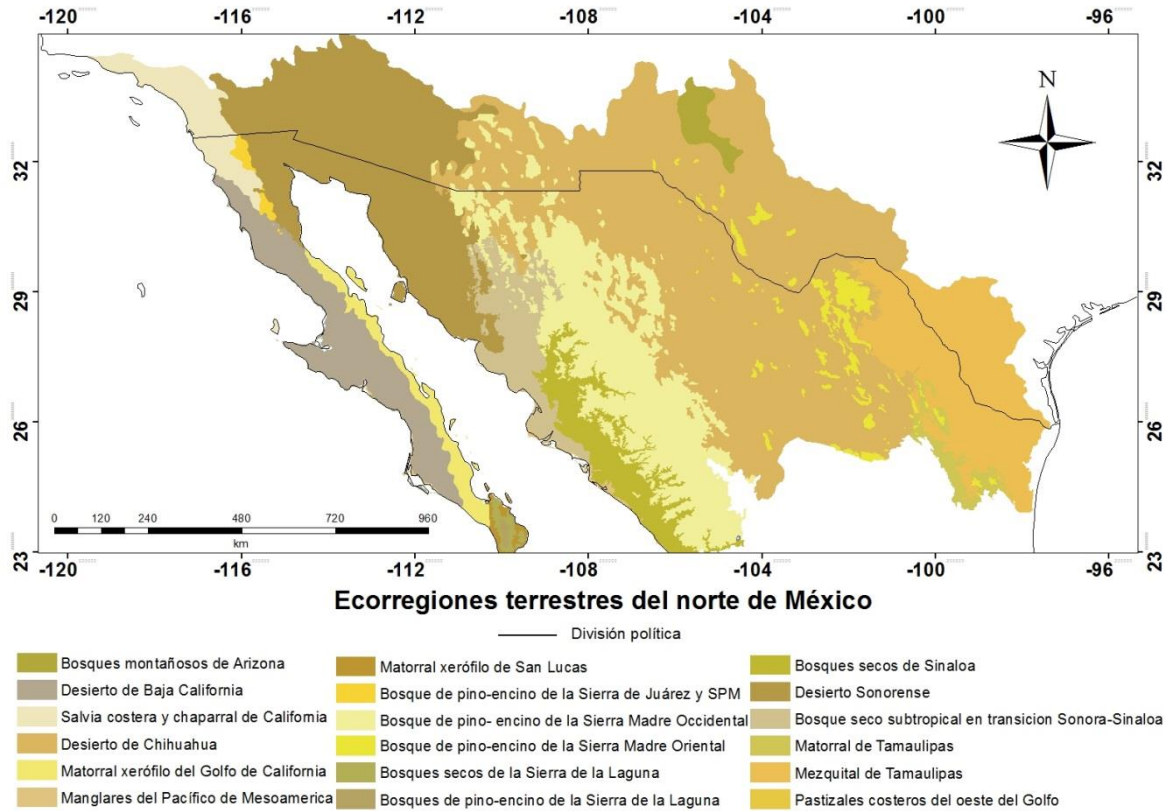 -120 -116 -112 -108 -104 -100 -96
N
32 32
29 29
26 26
23 23
0 120 240 480 720 960
km
-120 -116 -112 -108 -104 -100 -96
Ecorregiones terrestres del norte de México
División política
Bosques montañosos de Arizona
Desierto de Baja California
Salvia costera y chaparral de California
Desierto de Chihuahua
Matorral xerófilo del Golfo de California
Manglares del Pacífico de Mesoamerica
Matorral xerófilo de San Lucas
Bosque de pino-encino de la Sierra de Juárez y SPM
Bosque de pino- encino de la Sierra Madre Occidental
Bosque de pino-encino de la Sierra Madre Oriental
Bosques secos de la Sierra de la Laguna
Bosques de pino-encino de la Sierra de la Laguna
Bosques secos de Sinaloa
Desierto Sonorense
Bosque seco subtropical en transicion Sonora-Sinaloa
Matorral de Tamaulipas
Mezquital de Tamaulipas
Pastizales costeros del oeste del Golfo